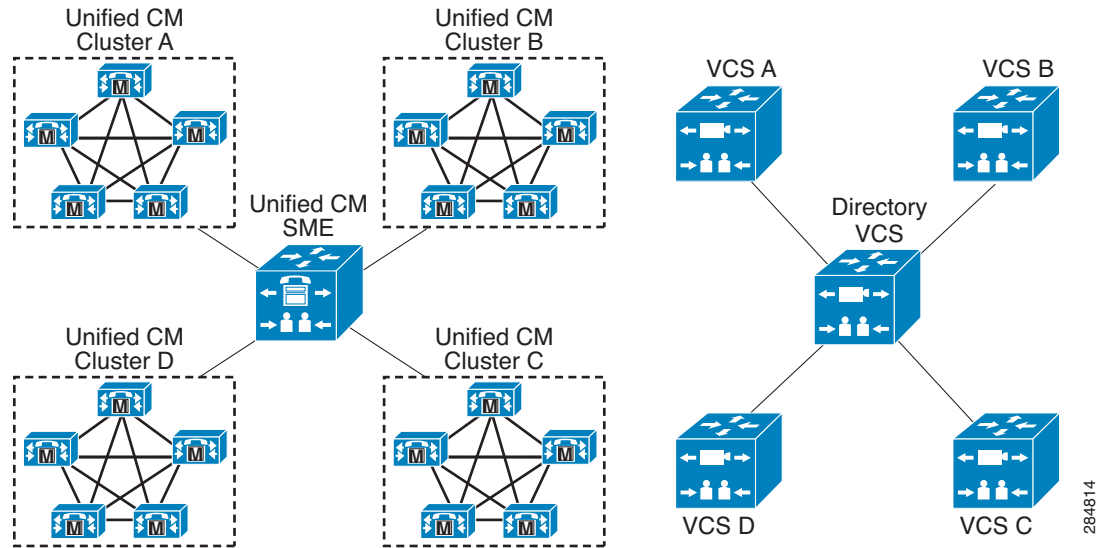 Unified CM
Cluster A
Unified CM
Cluster B
VCS A
VCS B
M
M
M
M
M
M
M
M
M
M
Unified CM
SME
Directory
VCS
Unified CM
Cluster D
Unified CM
Cluster C
M
M
M
M
M
M
M
M
M
M
VCS D
VCS C
284814